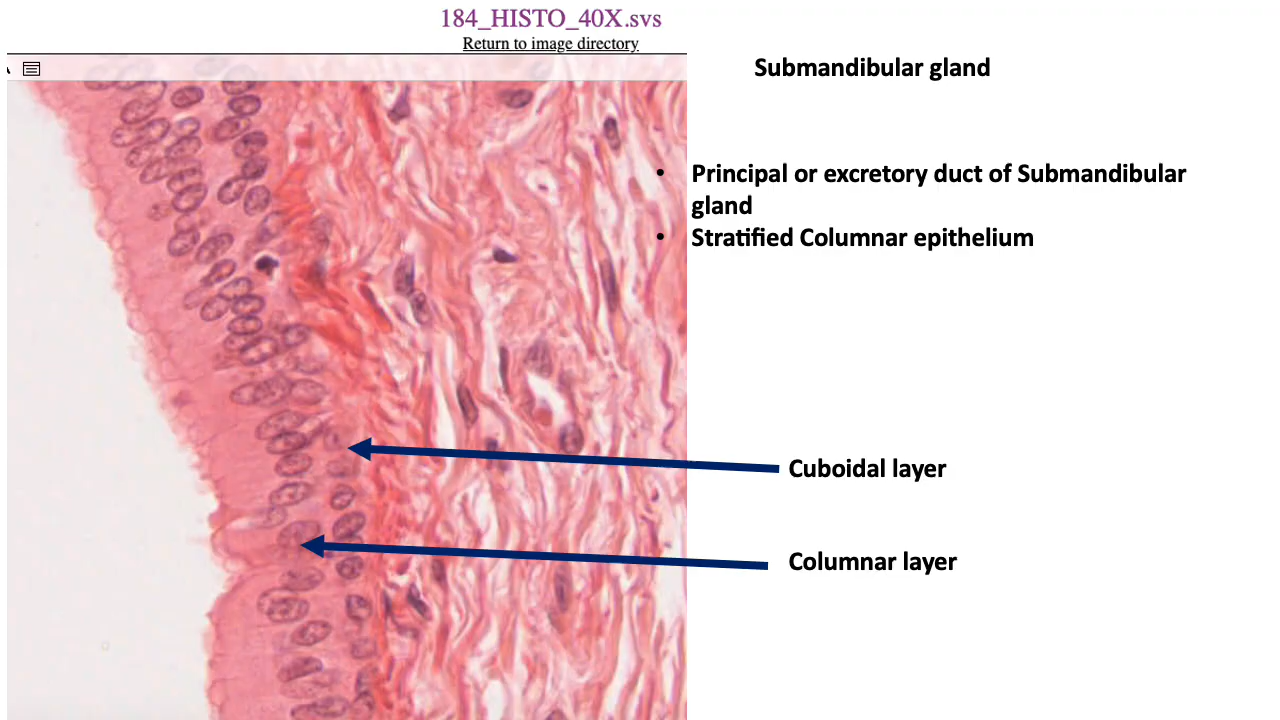 184_HISTO_40X.svs
Return to image directory
Submandibular gland
• Principal or excretory duct of Submandibular
gland
• Stratified Columnar epithelium
Cuboidal layer
Columnar layer